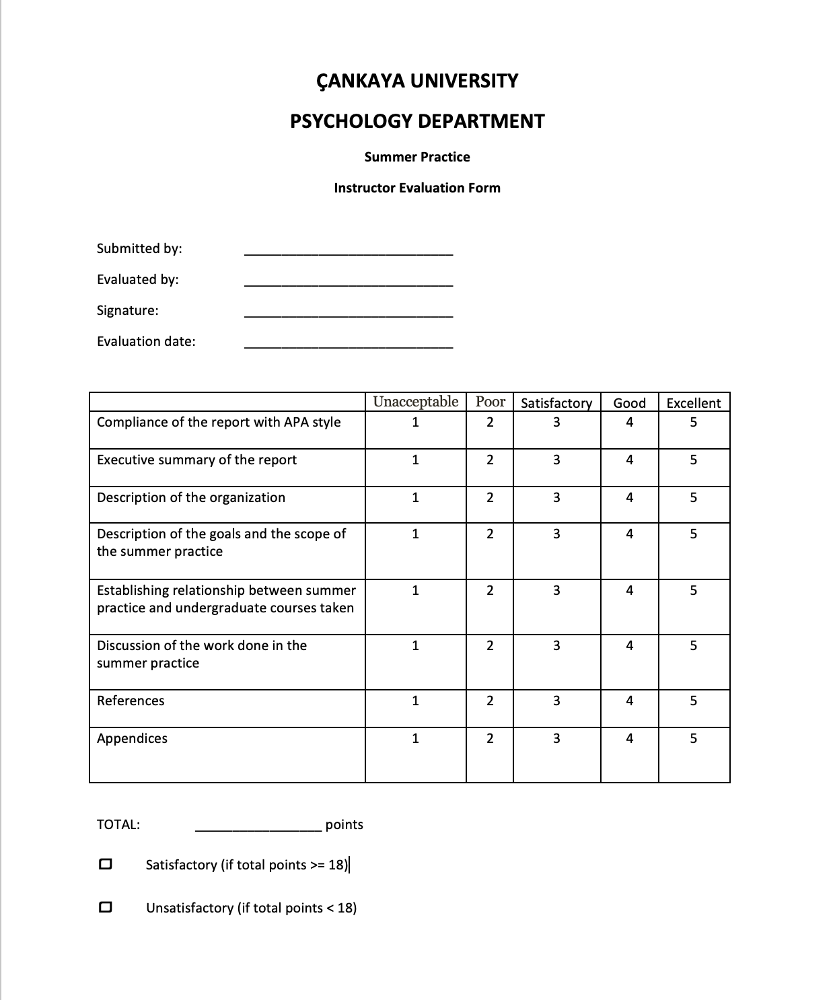 ÇANKAYA UNIVERSITY
PSYCHOLOGY DEPARTMENT
Summer Practice
Instructor Evaluation Form
Submitted by: ____________________________
Evaluated by: ____________________________
Signature: ____________________________
Evaluation date: ____________________________
Unacceptable Poor Satisfactory Good Excellent
Compliance of the report with APA style 1 2 3 4 5
Executive summary of the report 1 2 3 4 5
Description of the organization 1 2 3 4 5
Description of the goals and the scope of 1 2 3 4 5
the summer practice
Establishing relationship between summer 1 2 3 4 5
practice and undergraduate courses taken
Discussion of the work done in the 1 2 3 4 5
summer practice
References 1 2 3 4 5
Appendices 1 2 3 4 5
TOTAL: _________________ points
Satisfactory (if total points >= 18)
Unsatisfactory (if total points < 18)